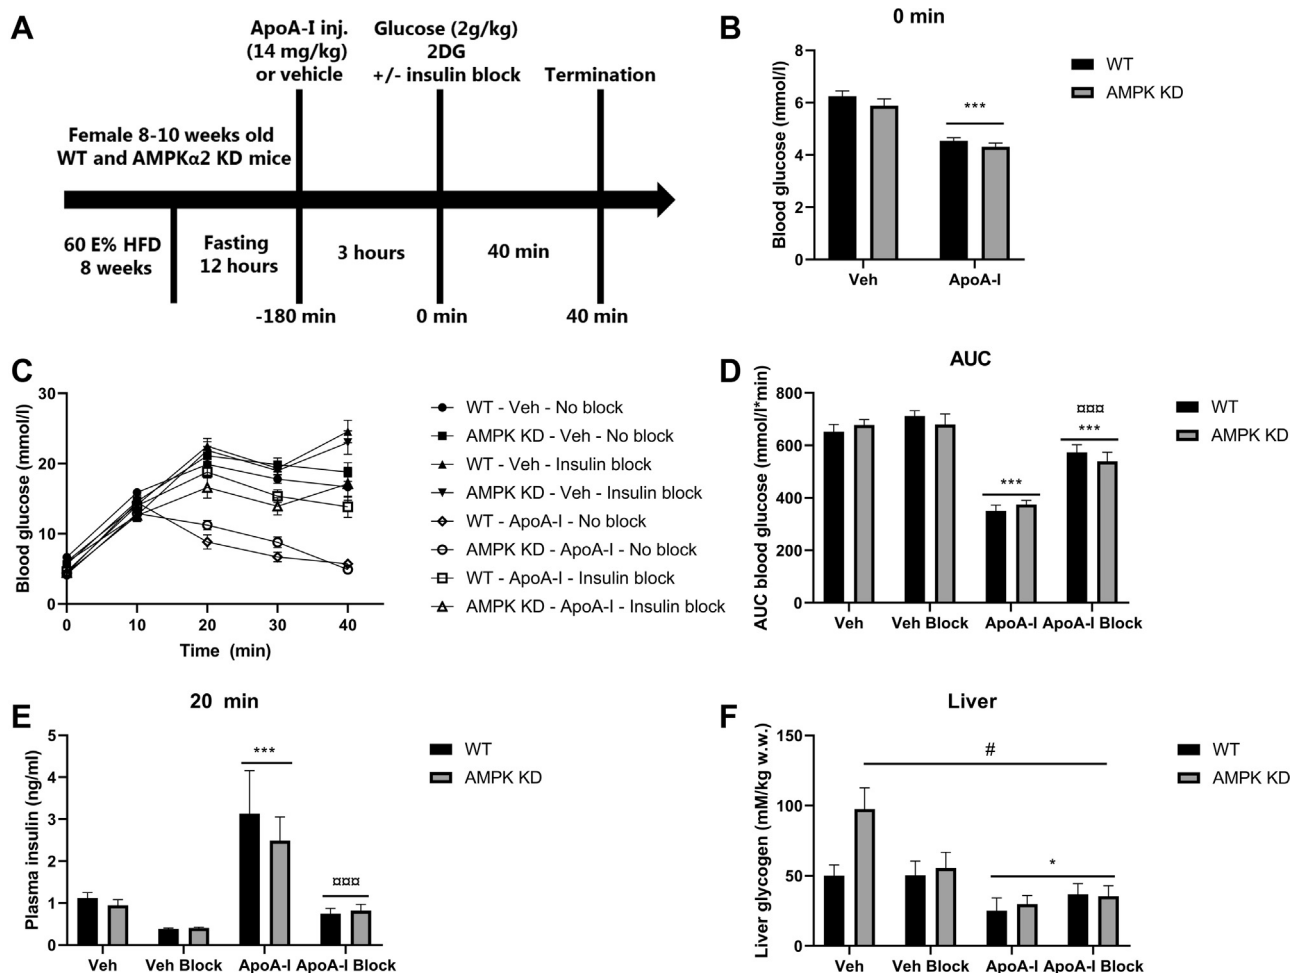 A
ApoA-I inj.
(14 mg/kg)
or vehicle
Glucose (2g/kg)
2DG
+/- insulin block
Termination
Female 8-10 weeks old
WT and AMPKα2 KD mice
60 E% HFD
8 weeks
Fasting
12 hours
3 hours
40 min
-180 min
0 min
40 min
B
0 min
Blood glucose (mmol/l)
8
6
4
2
0
***
Veh
ApoA-I
WT
AMPK KD
C
Blood glucose (mmol/l)
30
20
10
0
0
10
20
30
40
Time (min)
WT - Veh - No block
AMPK KD - Veh - No block
WT - Veh - Insulin block
AMPK KD - Veh - Insulin block
WT - ApoA-I - No block
AMPK KD - ApoA-I - No block
WT - ApoA-I - Insulin block
AMPK KD - ApoA-I - Insulin block
D
AUC
AUC blood glucose (mmol/l*min)
800
600
400
200
0
***
¤¤¤
***
Veh
Veh Block
ApoA-I
ApoA-I Block
WT
AMPK KD
E
20 min
Plasma insulin (ng/ml)
5
4
3
2
1
0
***
¤¤¤
Veh
Veh Block
ApoA-I
ApoA-I Block
WT
AMPK KD
F
Liver
Liver glycogen (mM/kg w.w.)
150
100
50
0
#
*
Veh
Veh Block
ApoA-I
ApoA-I Block
WT
AMPK KD